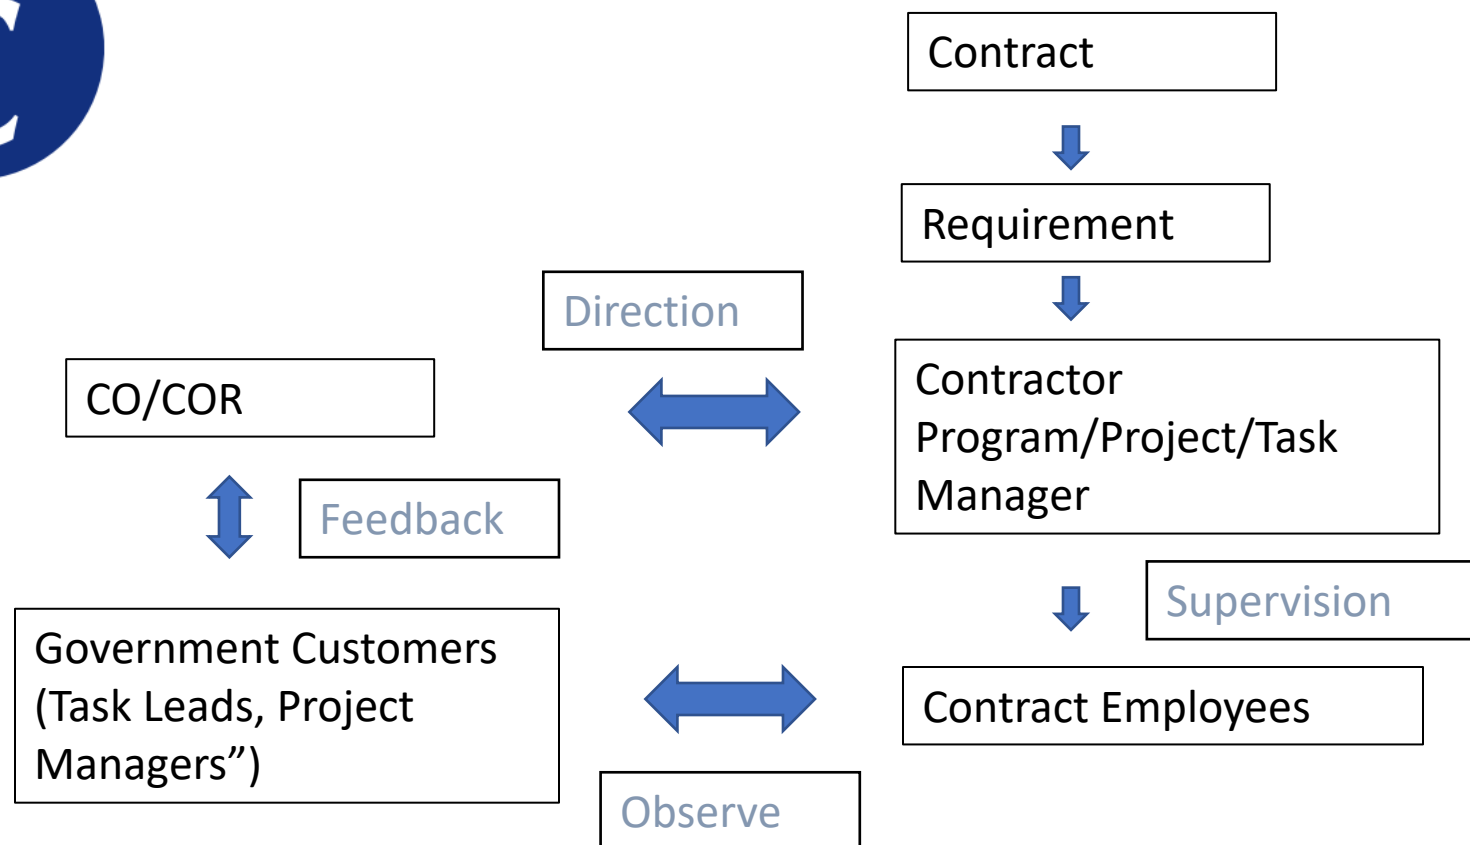 Contract
Requirement
Direction
CO/COR
Contractor
Program/Project/Task
Manager
Feedback
Supervision
Government Customers
(Task Leads, Project
Managers”)
Contract Employees
Observe